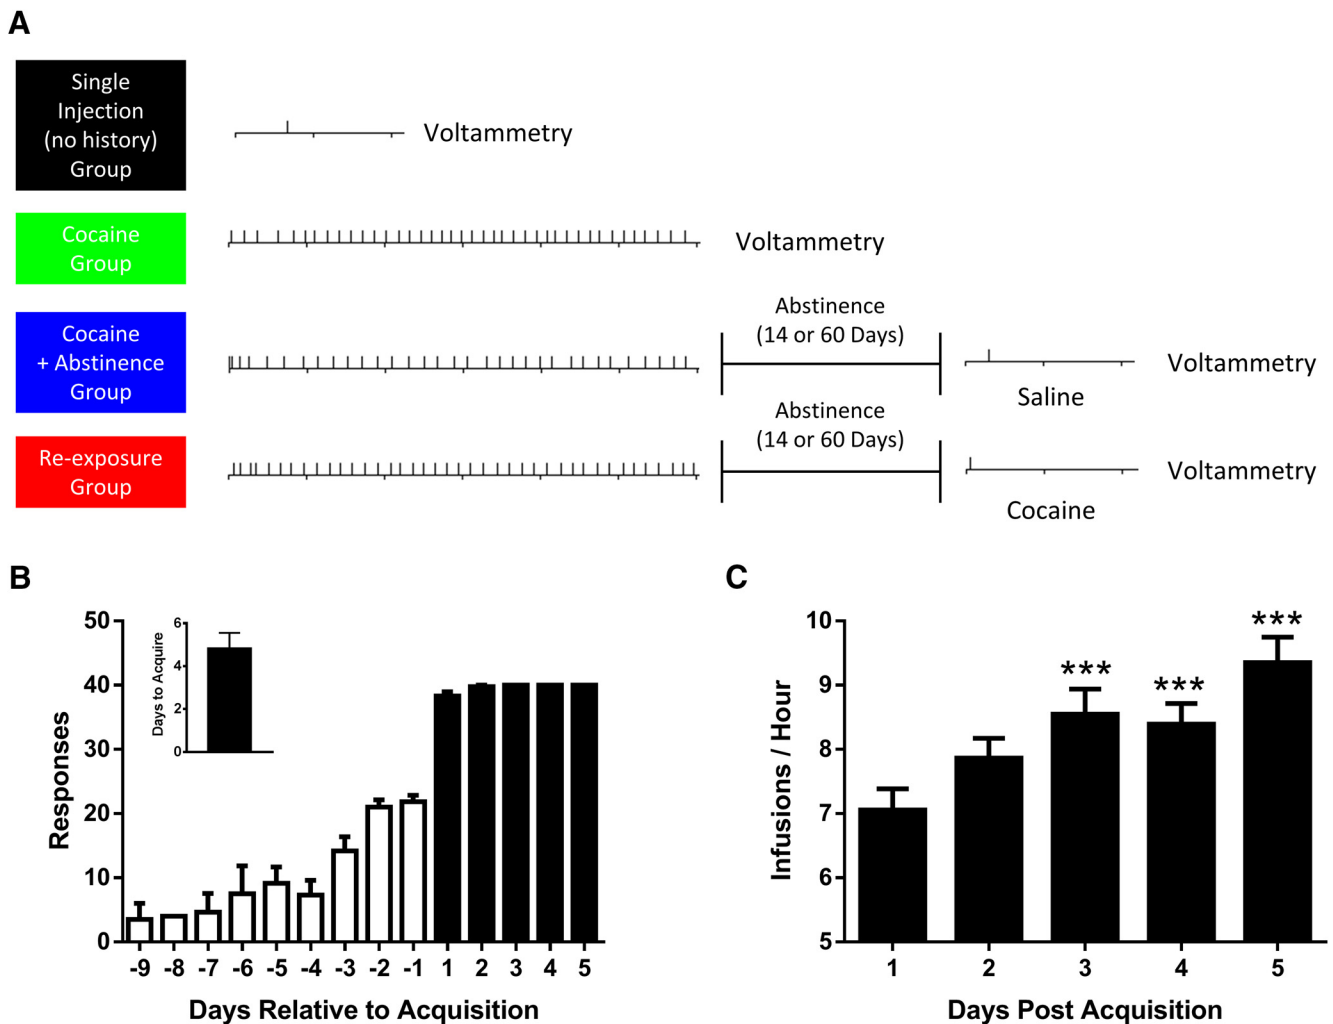 A
Single
Injection
(no history)
Group
Voltammetry
Cocaine
Group
Voltammetry
Cocaine
+ Abstinence
Group
Abstinence
(14 or 60 Days)
Saline
Voltammetry
Re-exposure
Group
Abstinence
(14 or 60 Days)
Cocaine
Voltammetry
B
Responses
50
40
30
20
10
0
Days to Acquire
6
4
2
0
-9 -8 -7 -6 -5 -4 -3 -2 -1 1 2 3 4 5
Days Relative to Acquisition
C
Infusions / Hour
10
9
8
7
6
5
***
***
***
1 2 3 4 5
Days Post Acquisition